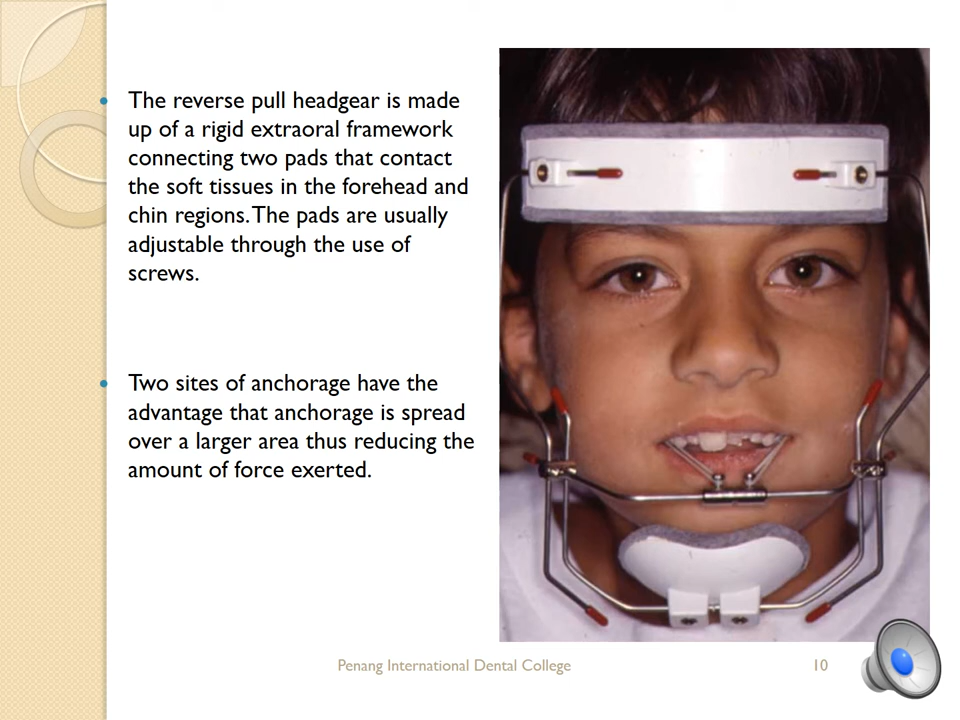 The reverse pull headgear is made
up of a rigid extraoral framework
connecting two pads that contact
the soft tissues in the forehead and
chin regions. The pads are usually
adjustable through the use of
screws.
Two sites of anchorage have the
advantage that anchorage is spread
over a larger area thus reducing the
amount of force exerted.
Penang International Dental College
10